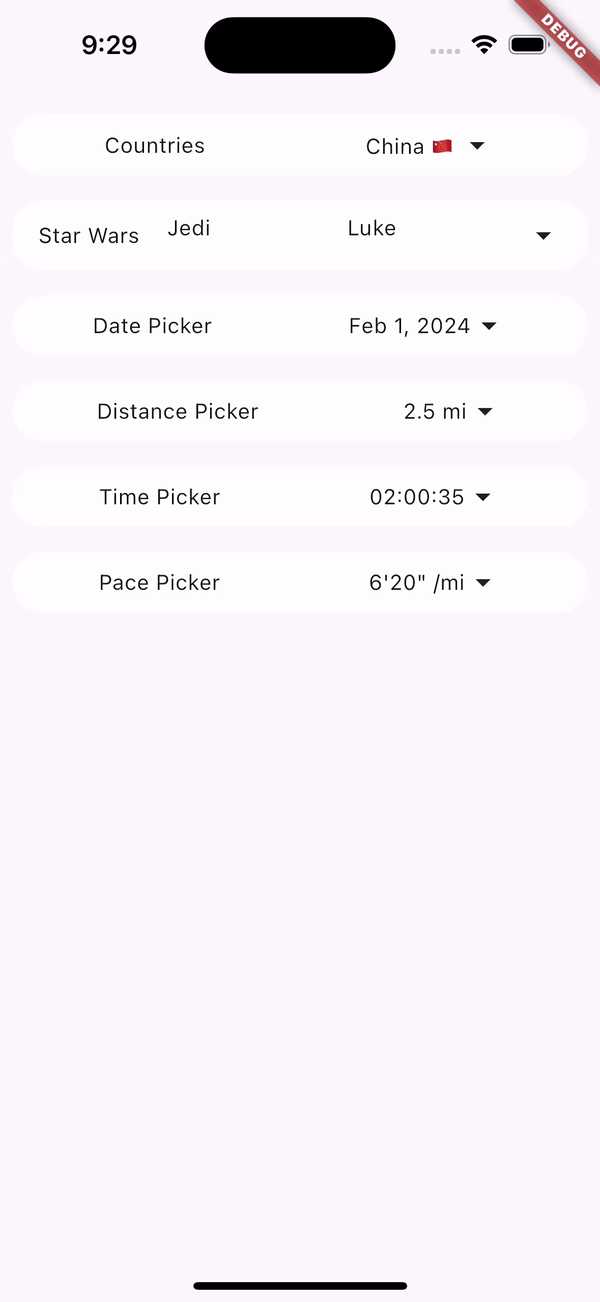 9:29
DEBUG
Countries China 🇨🇳
Star Wars Jedi Luke
Date Picker Feb 1, 2024
Distance Picker 2.5 mi
Time Picker 02:00:35
Pace Picker 6'20" /mi